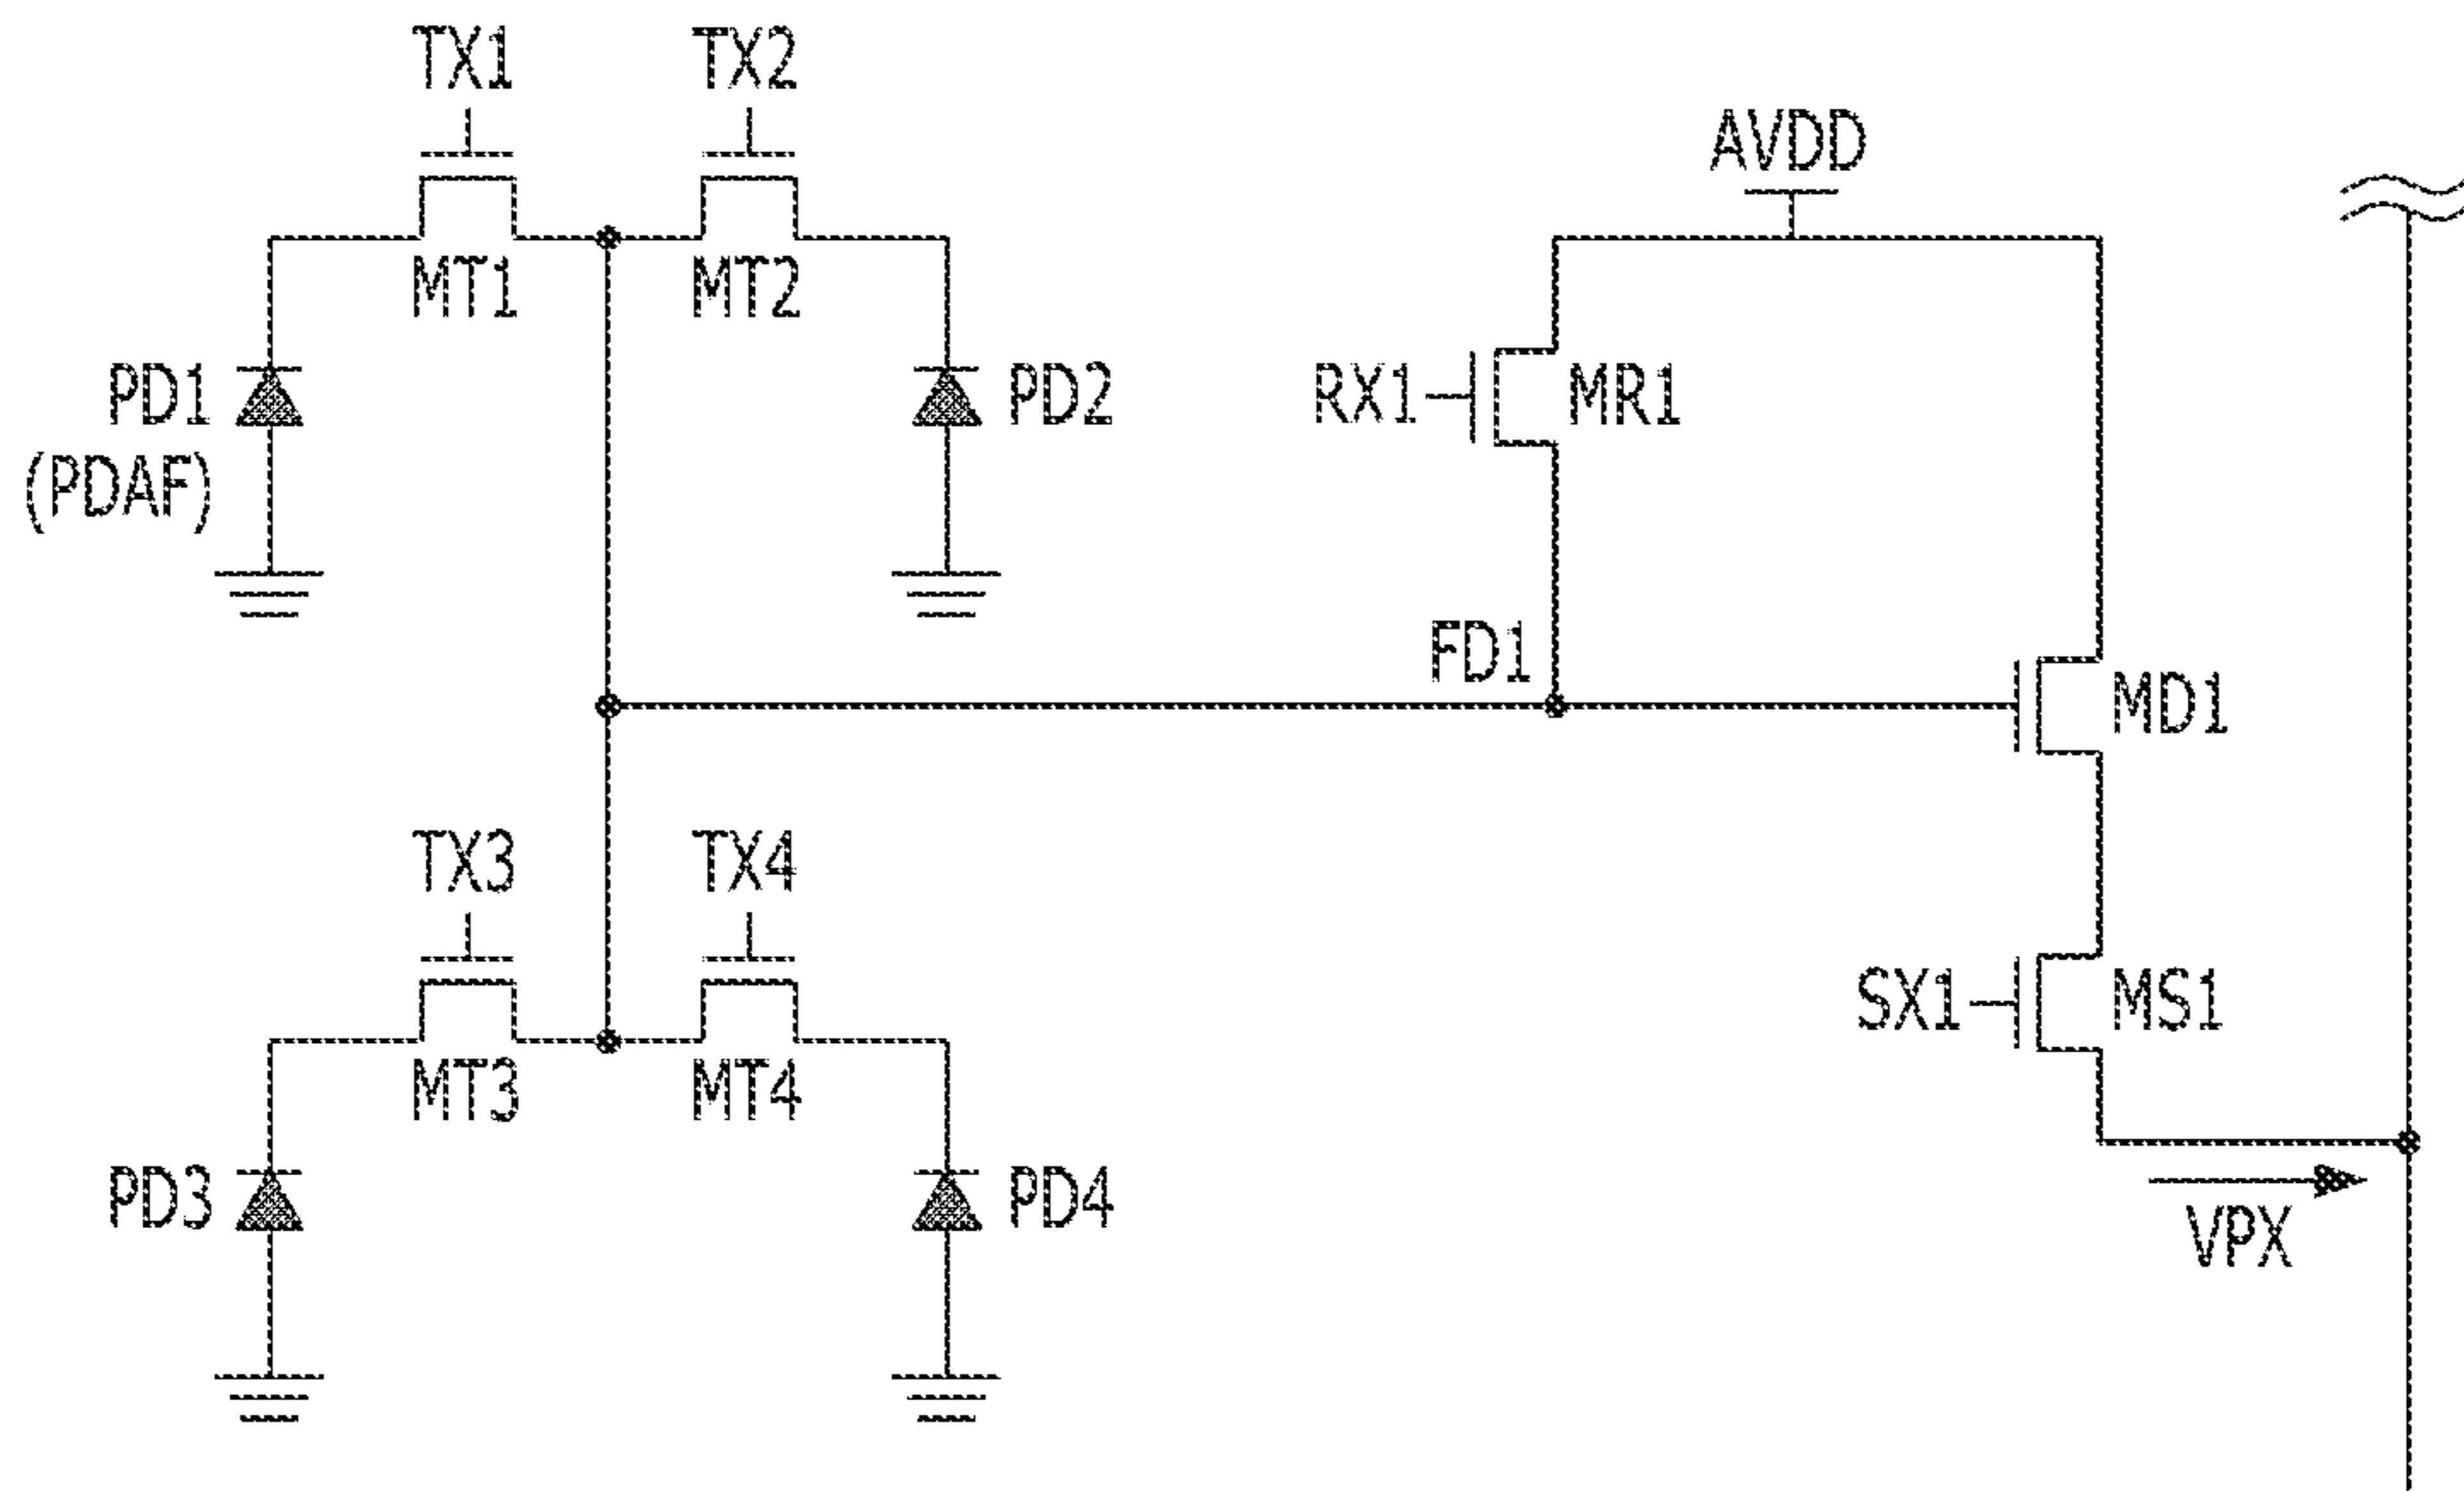 TX1
TX2
AVDD
MT1
MT2
PD1
(PDAF)
PD2
RX1
MR1
FD1
MD1
TX3
TX4
SX1
MS1
MT3
MT4
PD3
PD4
VPX